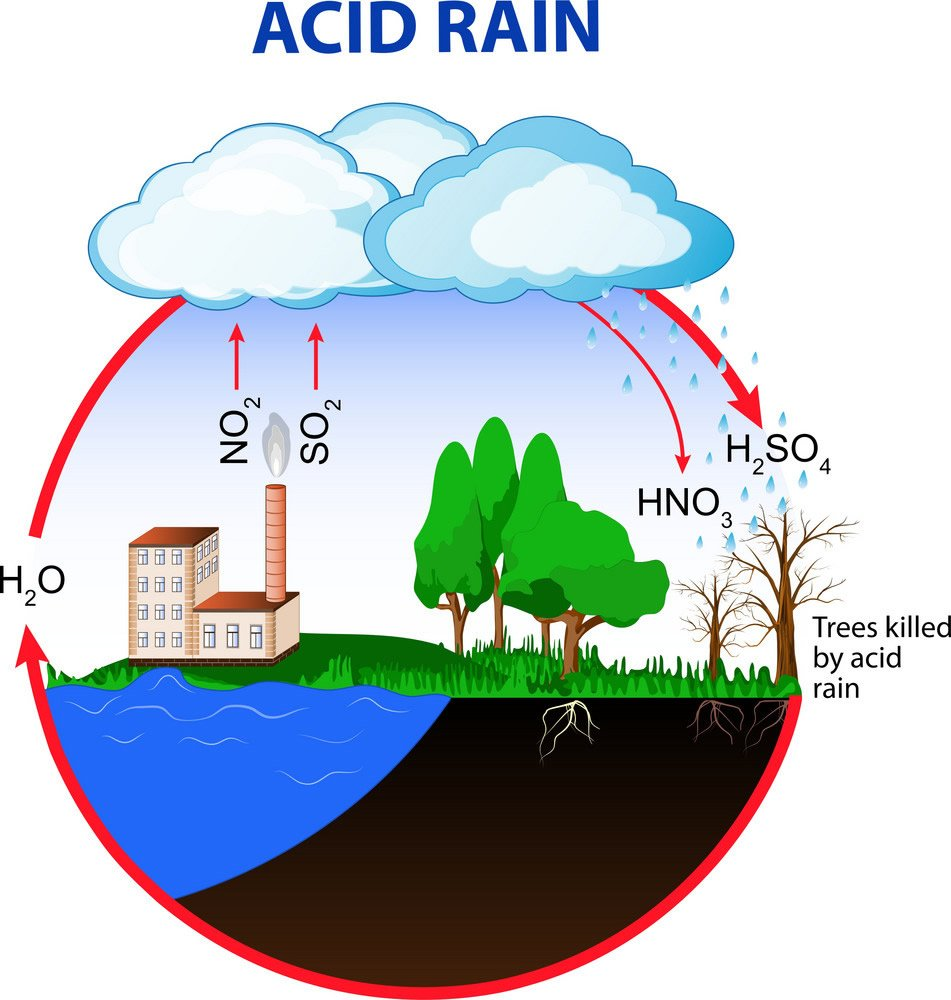 ACID RAIN
NO₂
SO₂
H₂SO₄
HNO₃
H₂O
Trees killed
by acid
rain